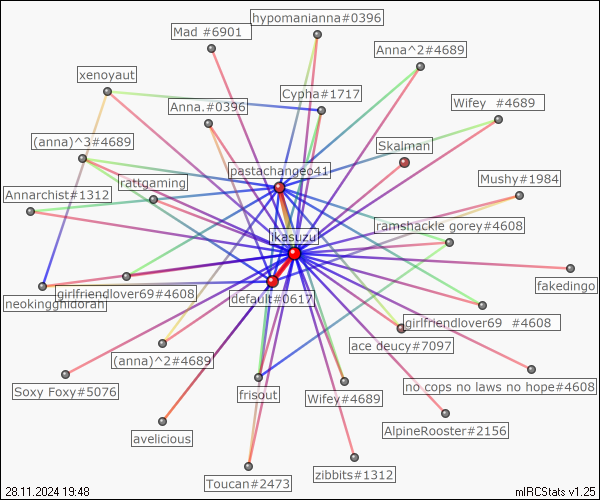 hypomanianna#0396
Mad #6901
Anna^2#4689
xenoyaut
Cypha#1717
Anna.#0396
Wifey  #4689
(anna)^3#4689
Skalman
pastachangeo41
rattgaming
Mushy#1984
Annarchist#1312
ramshackle gorey#4608
ikasuzu
fakedingo
girlfriendlover69#4608
default#0617
neokingghidorah
girlfriendlover69  #4608
ace deucy#7097
(anna)^2#4689
no cops no laws no hope#4608
Soxy Foxy#5076
frisout
Wifey#4689
AlpineRooster#2156
avelicious
zibbits#1312
Toucan#2473
28.11.2024 19:48
mIRCStats v1.25